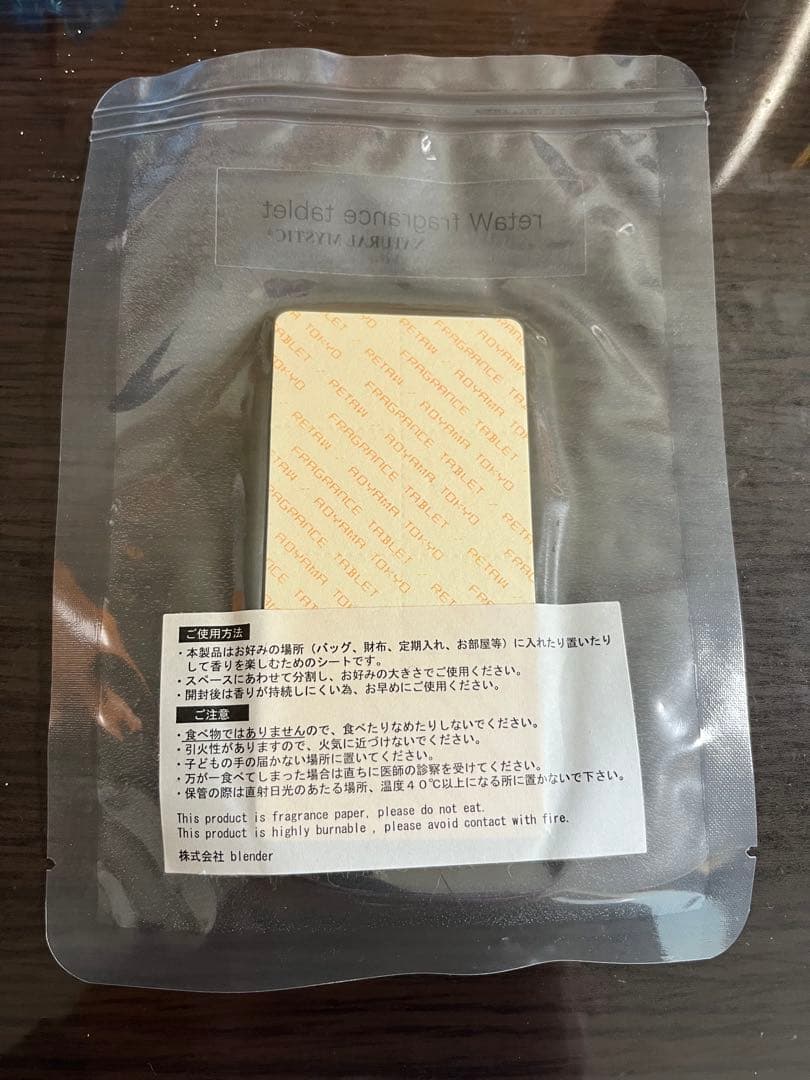 retaW fragrance tablet
NATURAL MYSTIC*
RETAW FRAGRANCE TABLET AOYAMA TOKYO
ご使用方法
・本製品はお好みの場所（バッグ、財布、定期入れ、お部屋等）に入れたり置いたり
して香りを楽しむためのシートです。
・スペースにあわせて分割し、お好みの大きさでご使用ください。
・開封後は香りが持続しにくい為、お早めにご使用ください。
ご注意
・食べ物ではありませんので、食べたりなめたりしないでください。
・引火性がありますので、火気に近づけないでください。
・子どもの手の届かない場所に置いてください。
・万が一食べてしまった場合は直ちに医師の診察を受けてください。
・保管の際は直射日光のあたる場所、温度４０℃以上になる所に置かないで下さい。
This product is fragrance paper, please do not eat.
This product is highly burnable , please avoid contact with fire.
株式会社 blender